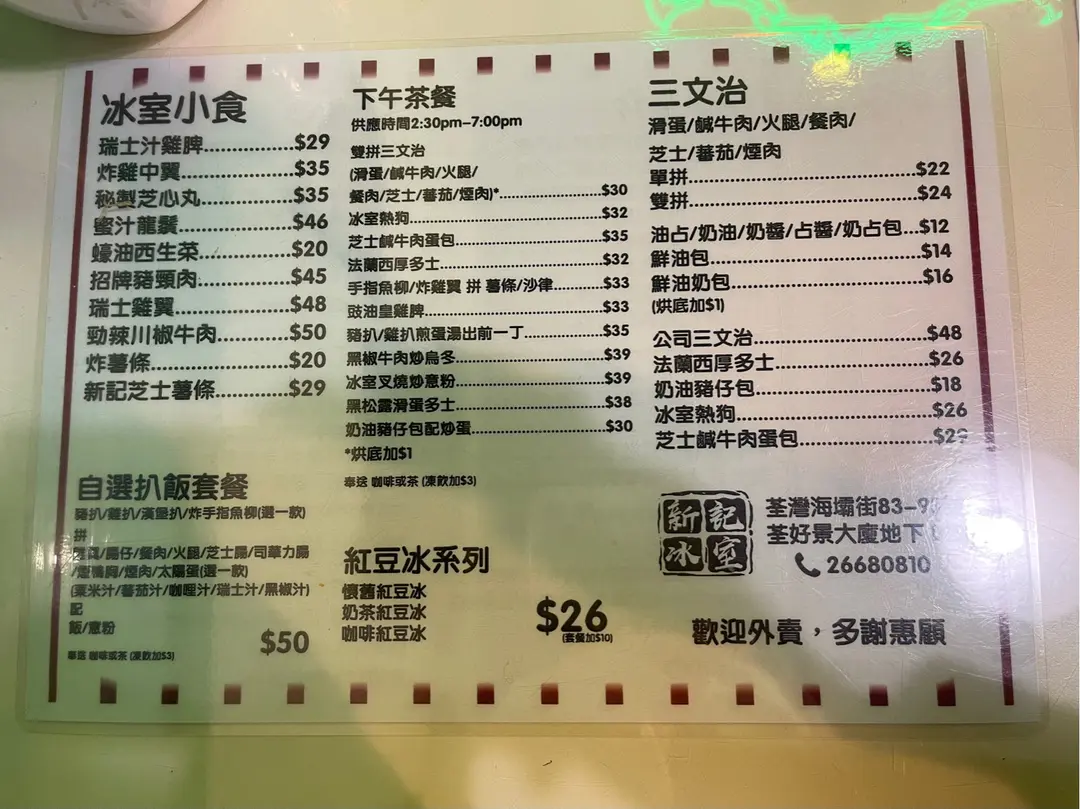 冰室小食
瑞士汁雞脾......................$29
炸雞中翼..........................$35
秘製芝心丸......................$35
蜜汁龍鬚..........................$46
蠔油西生菜......................$20
招牌豬頸肉......................$45
瑞士雞翼..........................$48
勁辣川椒牛肉..................$50
炸薯條..............................$20
新記芝士薯條..................$29
自選扒飯套餐
豬扒/雞扒/漢堡扒/炸手指魚柳(選一款)
拼
腸仔/餐肉/火腿/芝士腸/司華力腸
/煙鴨胸/煙肉/太陽蛋(選一款)
(粟米汁/蕃茄汁/咖哩汁/瑞士汁/黑椒汁)
配
飯/意粉
$50
奉送 咖啡或茶 (凍飲加$3)
下午茶餐
供應時間2:30pm-7:00pm
雙拼三文治
(滑蛋/鹹牛肉/火腿/
餐肉/芝士/蕃茄/煙肉)*......................$30
冰室熱狗..........................................$32
芝士鹹牛肉蛋包..................................$35
法蘭西厚多士....................................$32
手指魚柳/炸雞翼 拼 薯條/沙律............$33
豉油皇雞脾......................................$33
豬扒/雞扒煎蛋湯出前一丁..................$35
黑椒牛肉炒烏冬................................$39
冰室叉燒炒意粉................................$39
黑松露滑蛋多士................................$38
奶油豬仔包配炒蛋............................$30
*烘底加$1
奉送 咖啡或茶 (凍飲加$3)
紅豆冰系列
懷舊紅豆冰
奶茶紅豆冰
咖啡紅豆冰
$26
(套餐加$10)
三文治
滑蛋/鹹牛肉/火腿/餐肉/
芝士/蕃茄/煙肉
單拼..........................................$22
雙拼..........................................$24
油占/奶油/奶醬/占醬/奶占包...$12
鮮油包......................................$14
鮮油奶包..................................$16
(烘底加$1)
公司三文治..............................$48
法蘭西厚多士..........................$26
奶油豬仔包..............................$18
冰室熱狗..................................$26
芝士鹹牛肉蛋包......................
新記
冰室
荃灣海壩街83-
荃好景大廈地下
26680810
歡迎外賣，多謝惠顧